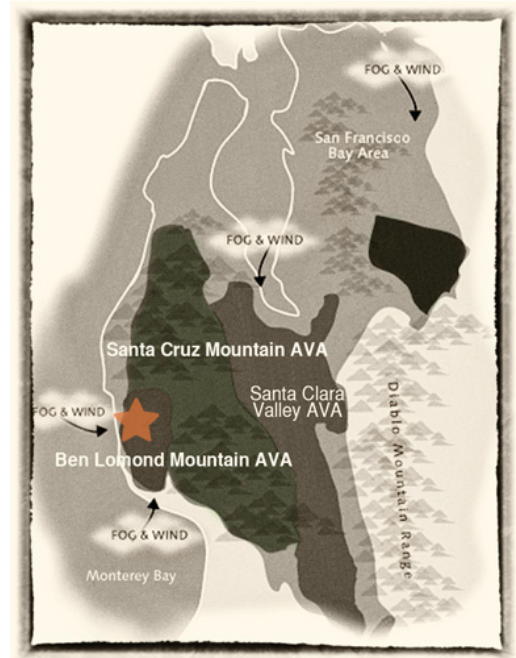 FOG & WIND
San Francisco
Bay Area
FOG & WIND
Santa Cruz Mountain AVA
Santa Clara
Valley AVA
Diablo Mountain Range
FOG & WIND
Ben Lomond Mountain AVA
FOG & WIND
Monterey Bay